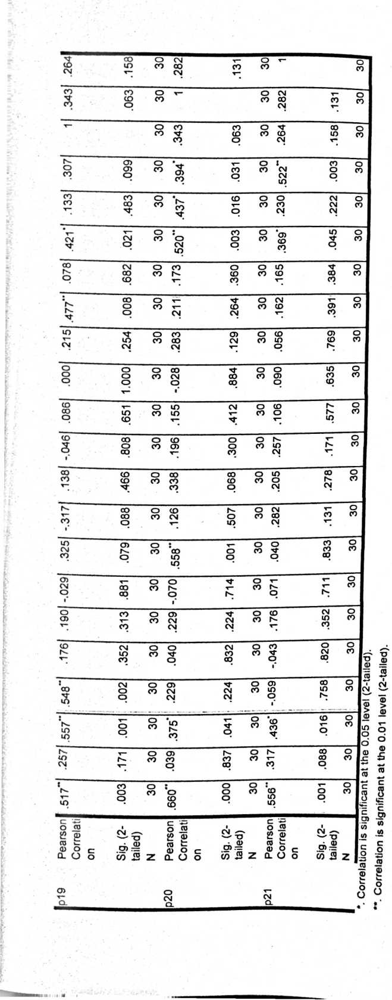 p19 Pearson .517** .257 .557** .548** .176 .190 -.029 .325 -.317 .138 -.046 .086 .000 .215 .477** .078 .421* .133 .307 1 .343 .264
Correlati
on
Sig. (2- .003 .171 .001 .002 .352 .313 .881 .079 .088 .466 .808 .651 1.000 .254 .008 .682 .021 .483 .099 .063 .158
tailed)
N 30 30 30 30 30 30 30 30 30 30 30 30 30 30 30 30 30 30 30 30 30 30
p20 Pearson .660** .039 .375* .229 .040 .229 -.070 .558** .126 .338 .196 .155 -.028 .283 .211 .173 .520** .437* .394* .343 1 .282
Correlati
on
Sig. (2- .000 .837 .041 .224 .832 .224 .714 .001 .507 .068 .300 .412 .884 .129 .264 .360 .003 .016 .031 .063 .131
tailed)
N 30 30 30 30 30 30 30 30 30 30 30 30 30 30 30 30 30 30 30 30 30 30
p21 Pearson .556** .317 .436* -.059 -.043 .176 .071 .040 .282 .205 .257 .106 .090 .056 .162 .165 .369* .230 .522** .264 .282 1
Correlati
on
Sig. (2- .001 .088 .016 .758 .820 .352 .711 .833 .131 .278 .171 .577 .635 .769 .391 .384 .045 .222 .003 .158 .131
tailed)
N 30 30 30 30 30 30 30 30 30 30 30 30 30 30 30 30 30 30 30 30 30 30
*. Correlation is significant at the 0.05 level (2-tailed).
**. Correlation is significant at the 0.01 level (2-tailed).